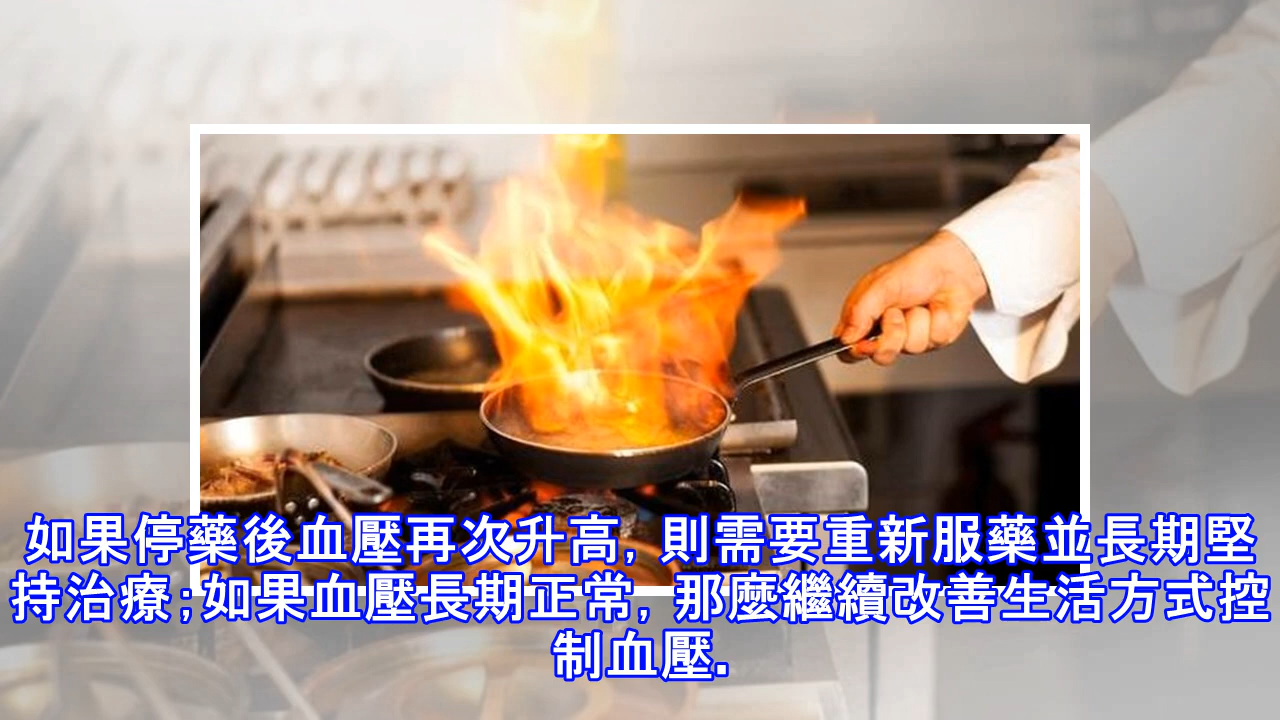 如果停藥後血壓再次升高,則需要重新服藥並長期堅
持治療;如果血壓長期正常,那麼繼續改善生活方式控
制血壓.